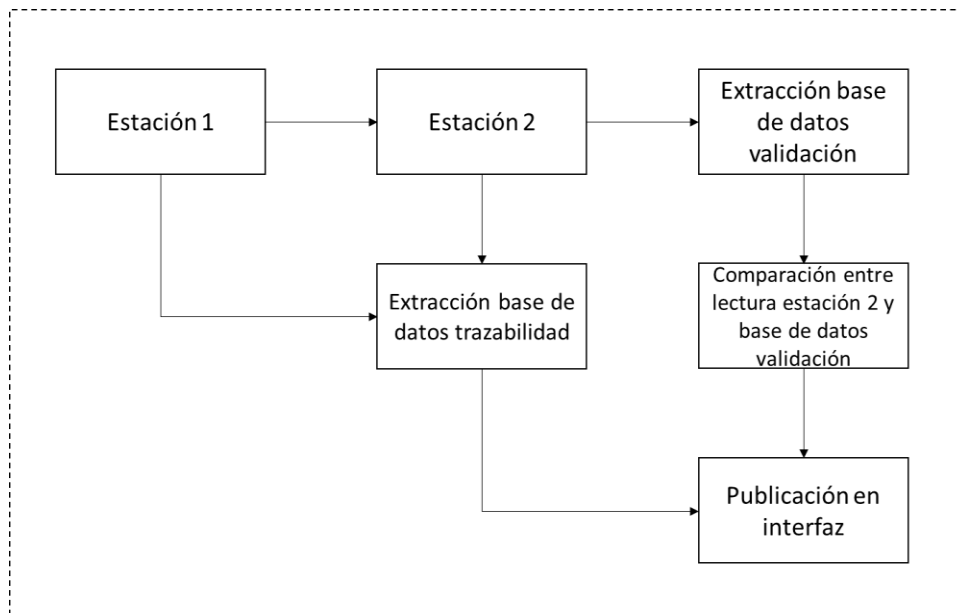 Estación 1
Estación 2
Extracción base
de datos
validación
Extracción base de
datos trazabilidad
Comparación entre
lectura estación 2 y
base de datos
validación
Publicación en
interfaz